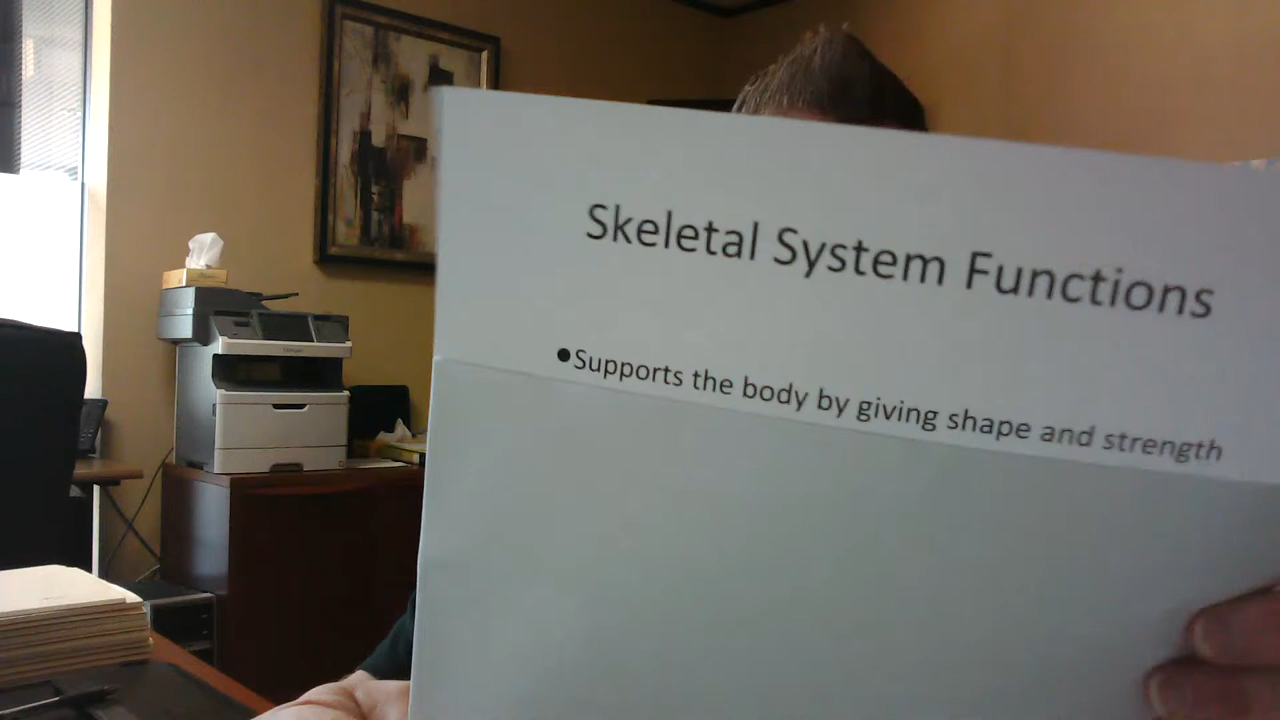 Skeletal System Functions
●Supports the body by giving shape and strength